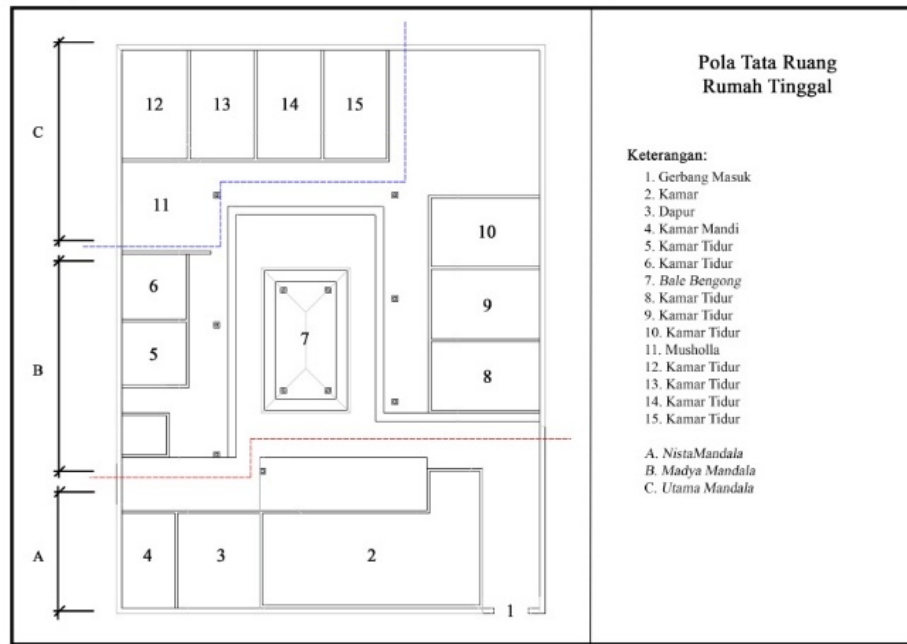 Pola Tata Ruang
Rumah Tinggal
Keterangan:
1. Gerbang Masuk
2. Kamar
3. Dapur
4. Kamar Mandi
5. Kamar Tidur
6. Kamar Tidur
7. Bale Bengong
8. Kamar Tidur
9. Kamar Tidur
10. Kamar Tidur
11. Musholla
12. Kamar Tidur
13. Kamar Tidur
14. Kamar Tidur
15. Kamar Tidur
A. NistaMandala
B. Madya Mandala
C. Utama Mandala
C
12 13 14 15
11
10
6
9
7
5
B
8
A
4 3 2
1